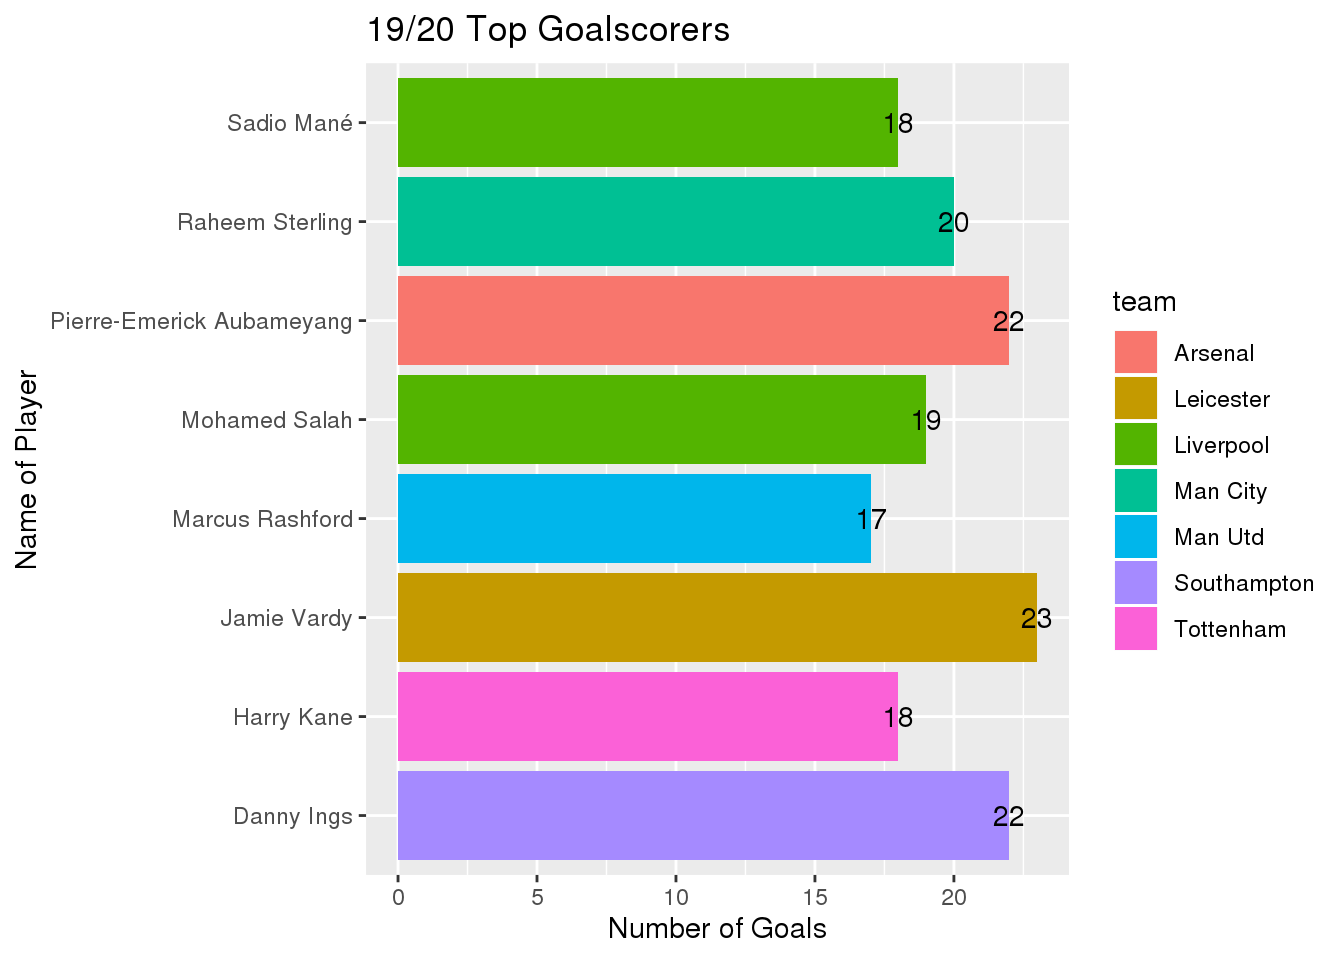 19/20 Top Goalscorers
Name of Player
Sadio Mané 18
Raheem Sterling 20
Pierre-Emerick Aubameyang 22
Mohamed Salah 19
Marcus Rashford 17
Jamie Vardy 23
Harry Kane 18
Danny Ings 22
0 5 10 15 20
Number of Goals
team
Arsenal
Leicester
Liverpool
Man City
Man Utd
Southampton
Tottenham